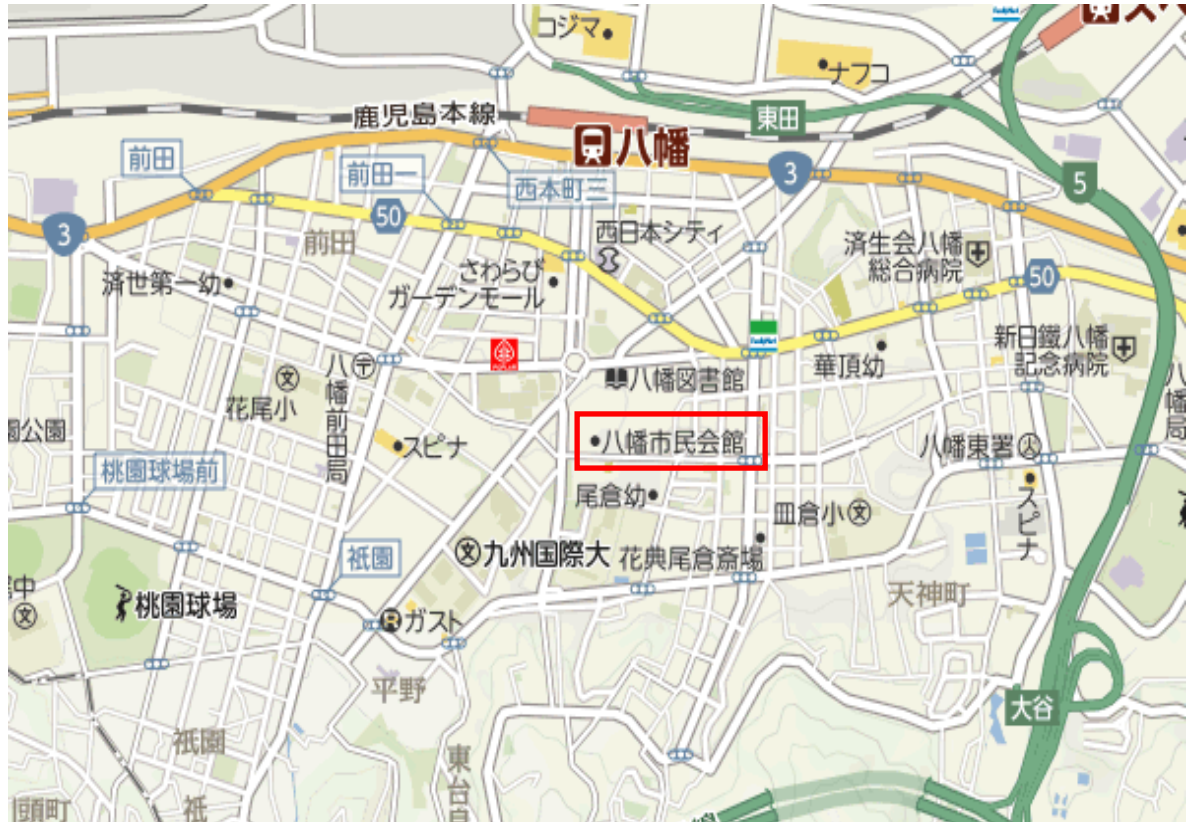 コジマ
FamilyMart
ナフコ
東田
鹿児島本線
八幡
3
5
前田
前田一
西本町三
50
3
前田
西日本シティ
済生会八幡
総合病院
50
済世第一幼
さわらび
ガーデンモール
FamilyMart
新日鐵八幡
記念病院
POPLAR
華頂幼
八幡図書館
花尾小
八幡前田局
スピナ
八幡市民会館
八幡東署
桃園球場前
尾倉幼
皿倉小
スピナ
九州国際大
花典尾倉斎場
祇園
天神町
桃園球場
ガスト
平野
大谷
祇園
東台
祇